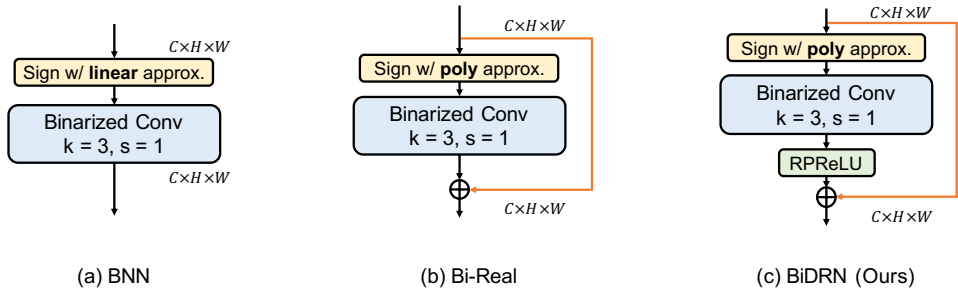 C×H×W
Sign w/ linear approx.
Binarized Conv
k = 3, s = 1
C×H×W
(a) BNN
C×H×W
Sign w/ poly approx.
Binarized Conv
k = 3, s = 1
C×H×W
(b) Bi-Real
C×H×W
Sign w/ poly approx.
Binarized Conv
k = 3, s = 1
RPReLU
C×H×W
(c) BiDRN (Ours)